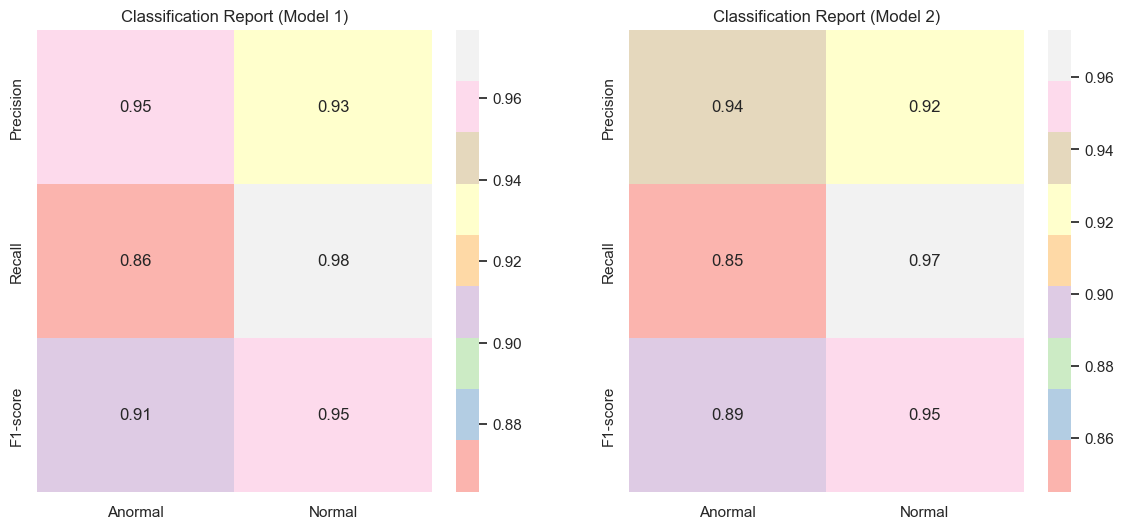 Classification Report (Model 1)
Precision
0.95 0.93
Recall
0.86 0.98
F1-score
0.91 0.95
Anormal Normal
0.96
0.94
0.92
0.90
0.88
Classification Report (Model 2)
Precision
0.94 0.92
Recall
0.85 0.97
F1-score
0.89 0.95
Anormal Normal
0.96
0.94
0.92
0.90
0.88
0.86